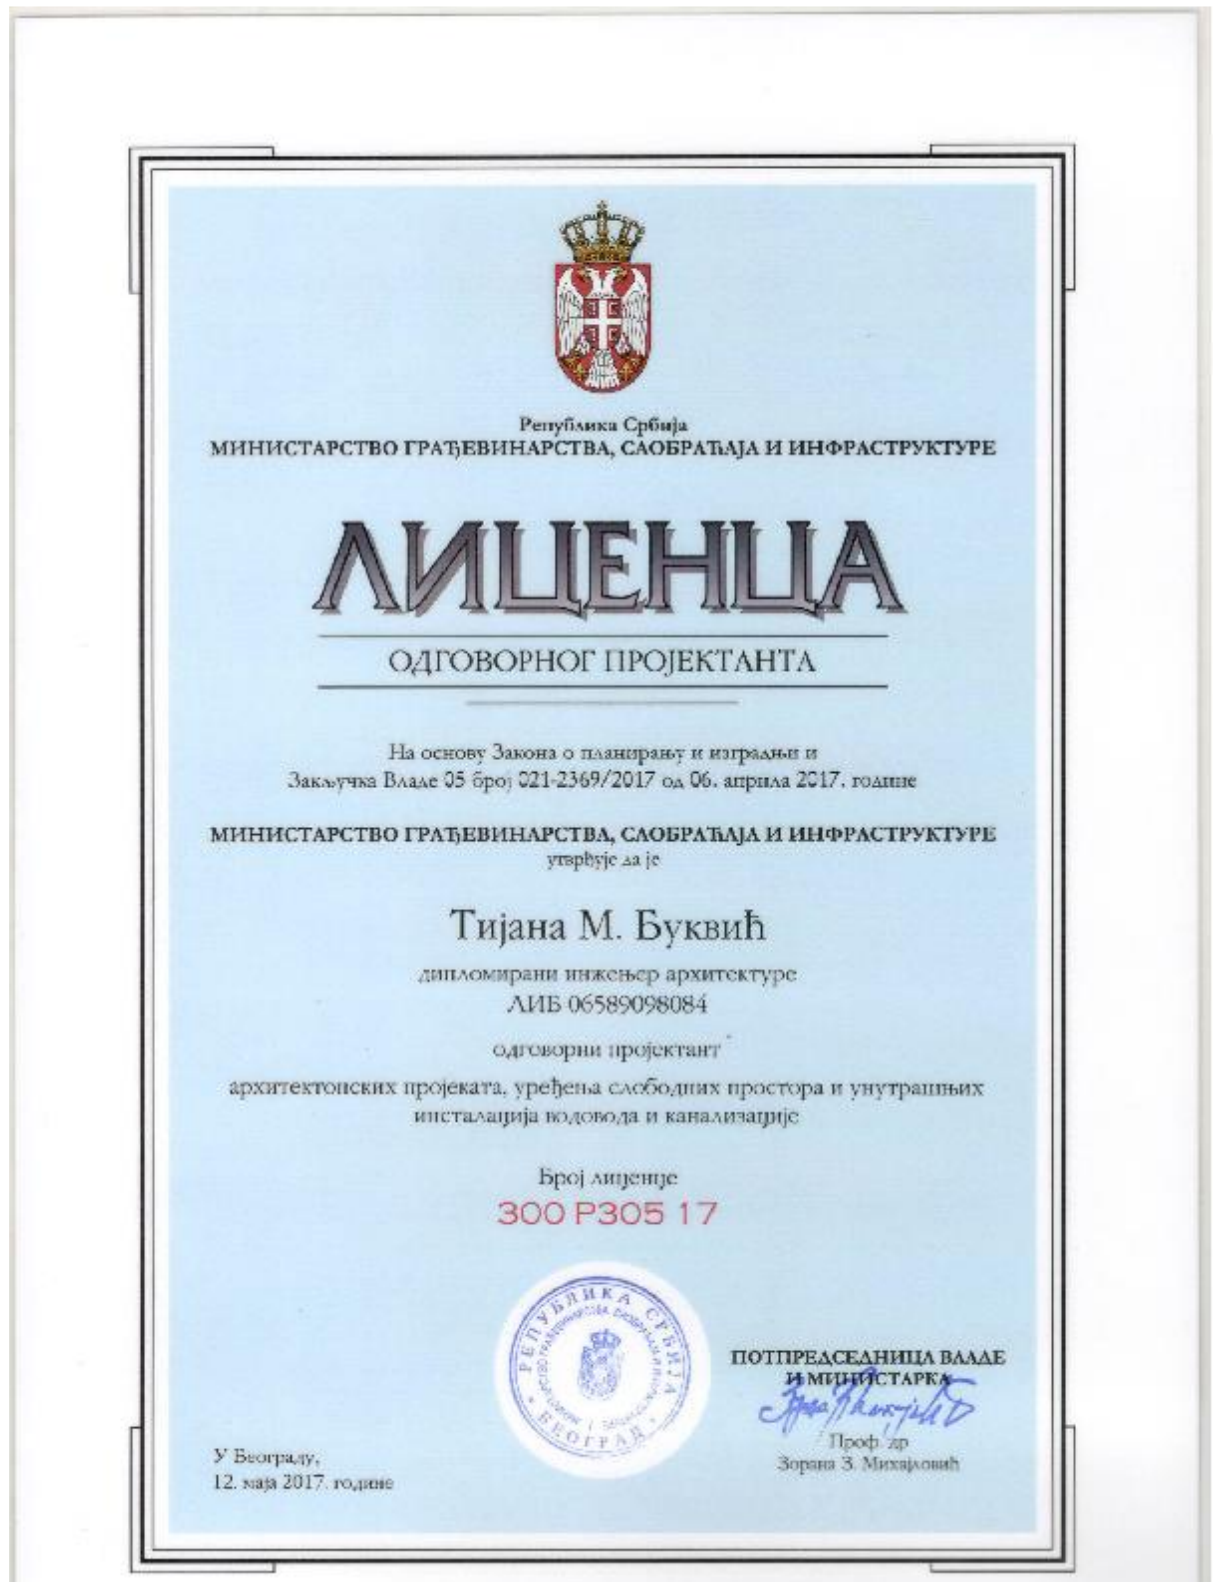 Република Србија
МИНИСТАРСТВО ГРАЂЕВИНАРСТВА, САОБРАЋАЈА И ИНФРАСТРУКТУРЕ
ЛИЦЕНЦА
ОДГОВОРНОГ ПРОЈЕКТАНТА
На основу Закона о планирању и изградњи и
Закључка Владе 05 број 021-2369/2017 од 06. априла 2017. године
МИНИСТАРСТВО ГРАЂЕВИНАРСТВА, САОБРАЋАЈА И ИНФРАСТРУКТУРЕ
утврђује да је
Тијана М. Буквић
дипломирани инжењер архитектуре
ЛИБ 06589098084
одговорни пројектант
архитектонских пројеката, уређења слободних простора и унутрашњих
инсталација водовода и канализације
Број лиценце
300 Р305 17
РЕПУБЛИКА СРБИЈА
БЕОГРАД
ПОТПРЕДСЕДНИЦА ВЛАДЕ
И МИНИСТАРКА
Проф. др
Зорана З. Михајловић
У Београду,
12. маја 2017. године